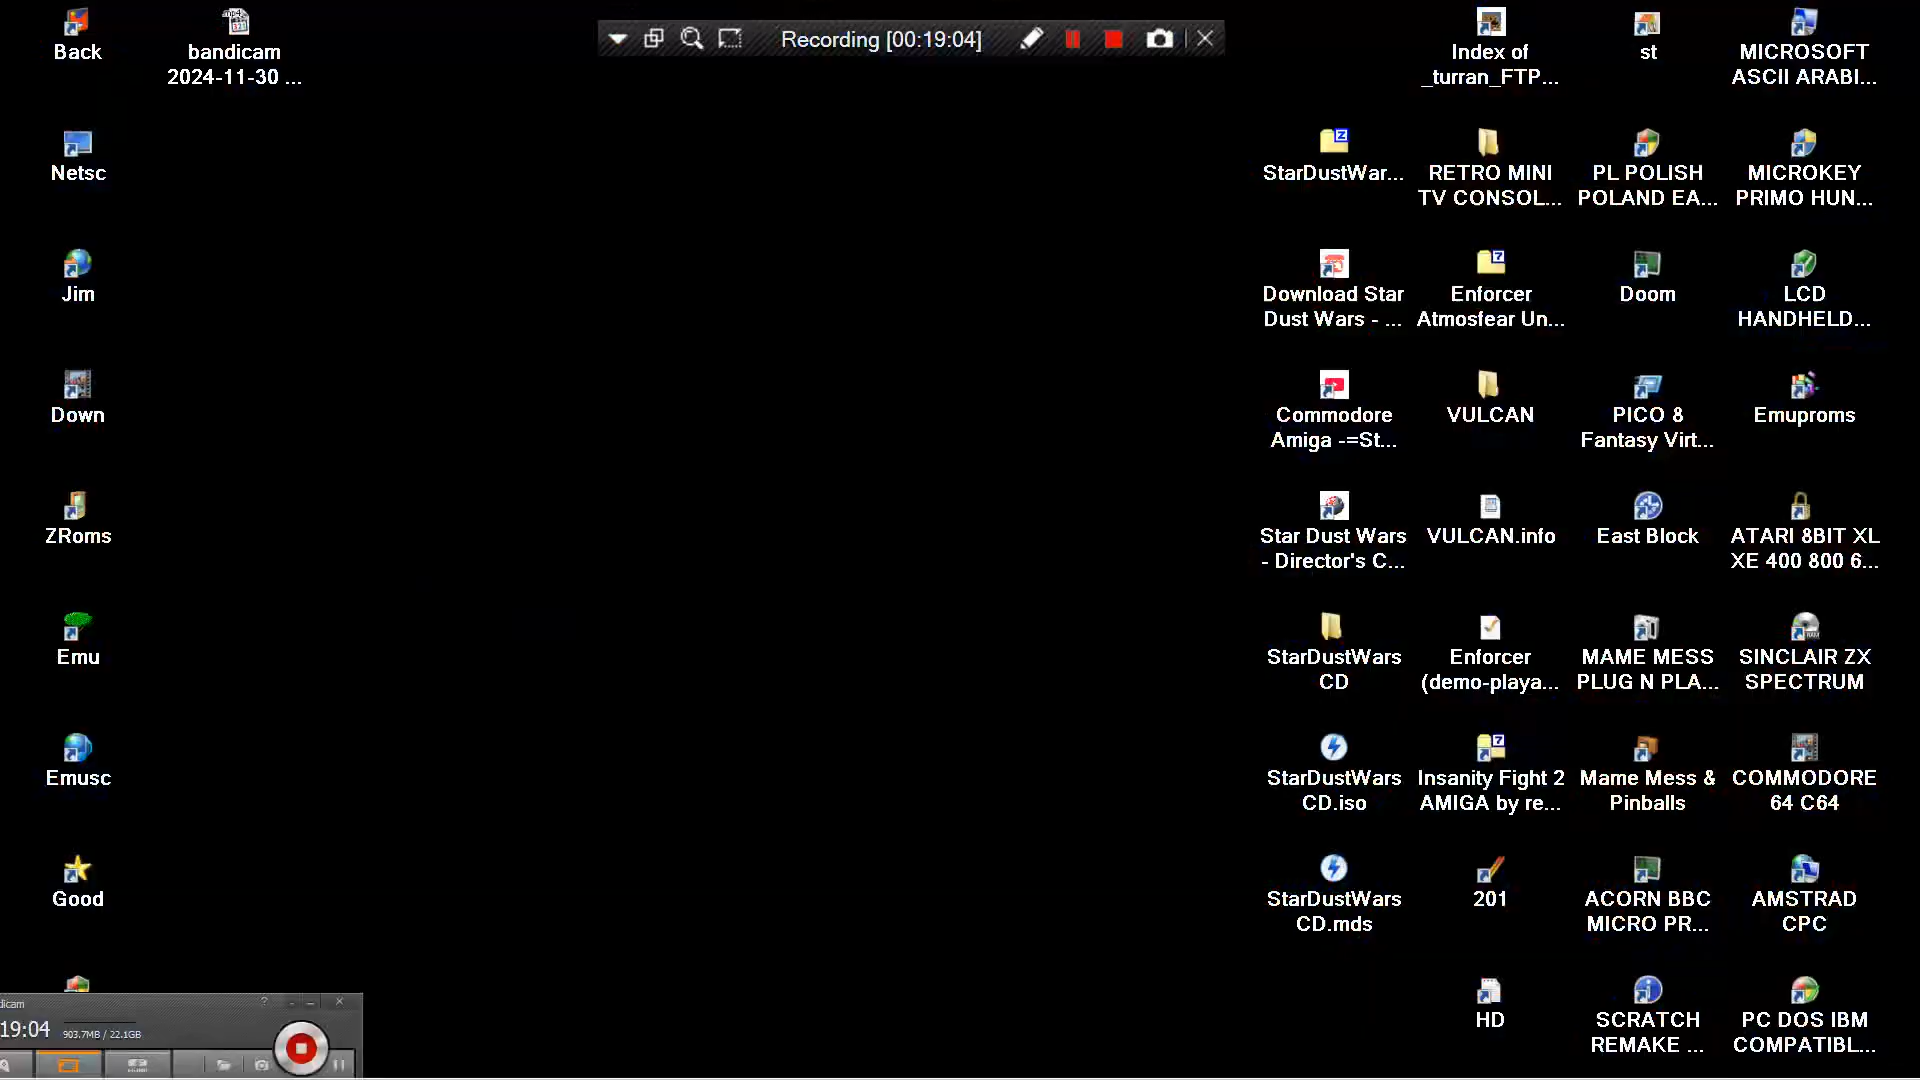 Back
bandicam
2024-11-30 ...
Recording [00:19:04]
Index of
_turran_FTP...
st
MICROSOFT
ASCII ARABI...
Netsc
StarDustWar...
RETRO MINI
TV CONSOL...
PL POLISH
POLAND EA...
MICROKEY
PRIMO HUN...
Jim
Download Star
Dust Wars - ...
Enforcer
Atmosfear Un...
Doom
LCD
HANDHELD...
Down
Commodore
Amiga -=St...
VULCAN
PICO 8
Fantasy Virt...
Emuproms
ZRoms
Star Dust Wars
- Director's C...
VULCAN.info
East Block
ATARI 8BIT XL
XE 400 800 6...
Emu
StarDustWars
CD
Enforcer
(demo-playa...
MAME MESS
PLUG N PLA...
SINCLAIR ZX
SPECTRUM
Emusc
StarDustWars
CD.iso
Insanity Fight 2
AMIGA by re...
Mame Mess &
Pinballs
COMMODORE
64 C64
Good
StarDustWars
CD.mds
201
ACORN BBC
MICRO PR...
AMSTRAD
CPC
HD
SCRATCH
REMAKE ...
PC DOS IBM
COMPATIBL...
dicam
19:04
903.7MB / 22.1GB